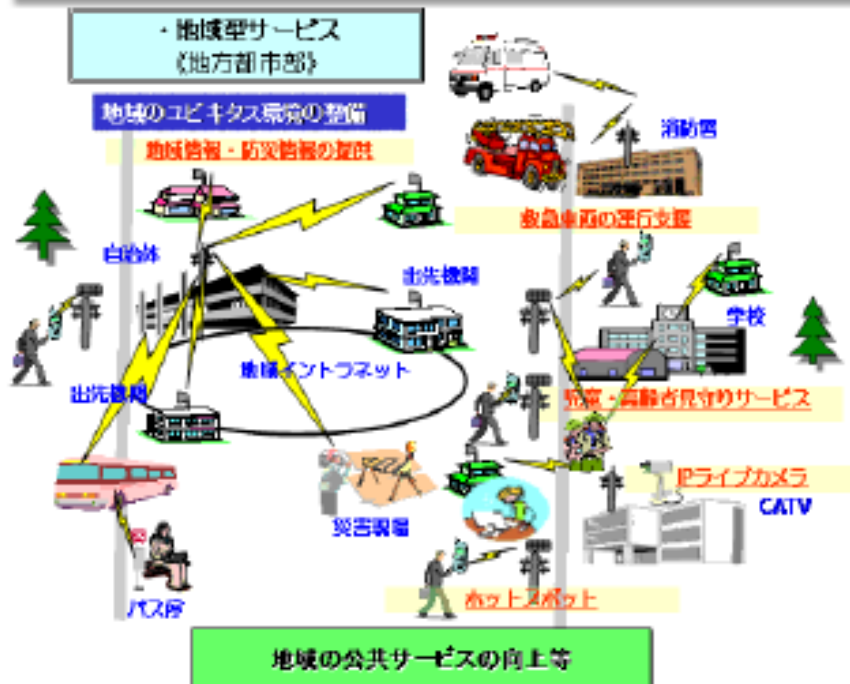 ・地域型サービス
《地方都市部》
地域のユビキタス環境の整備
地域情報・防災情報の提供
消防署
救急車両の運行支援
自治体
出先機関
学校
地域イントラネット
出先機関
児童・高齢者見守りサービス
IPライブカメラ
CATV
災害現場
バス停
ホットスポット
地域の公共サービスの向上等